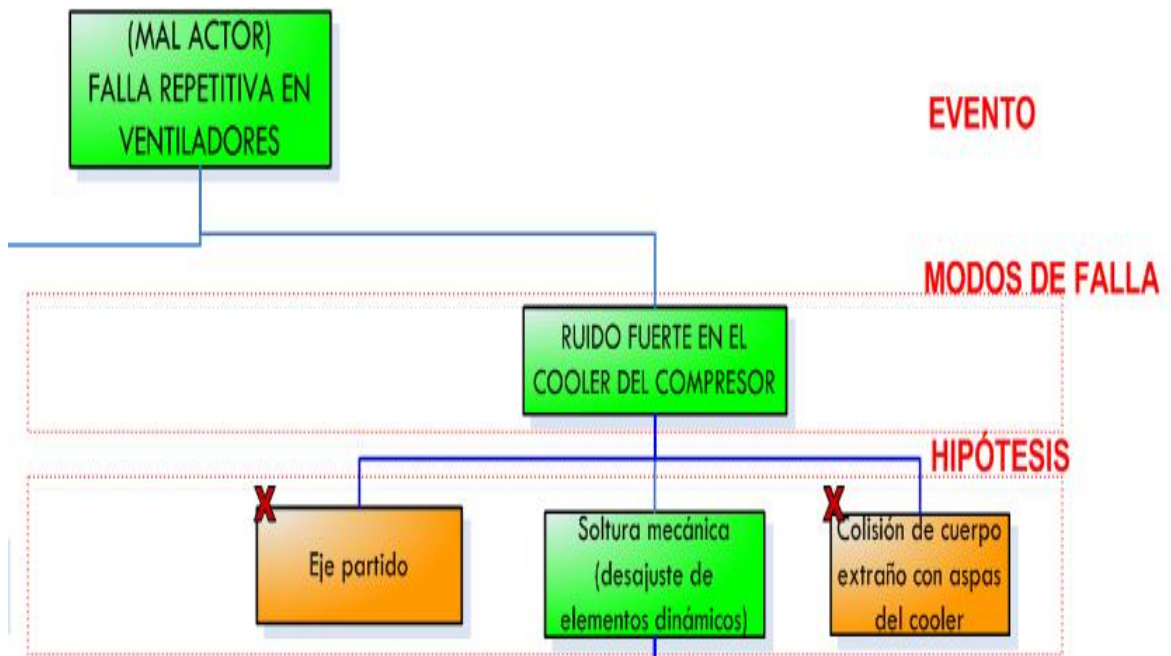 (MAL ACTOR)
FALLA REPETITIVA EN
VENTILADORES
EVENTO
MODOS DE FALLA
RUIDO FUERTE EN EL
COOLER DEL COMPRESOR
HIPÓTESIS
X
Eje partido
Soltura mecánica
(desajuste de
elementos dinámicos)
X
Colisión de cuerpo
extraño con aspas
del cooler